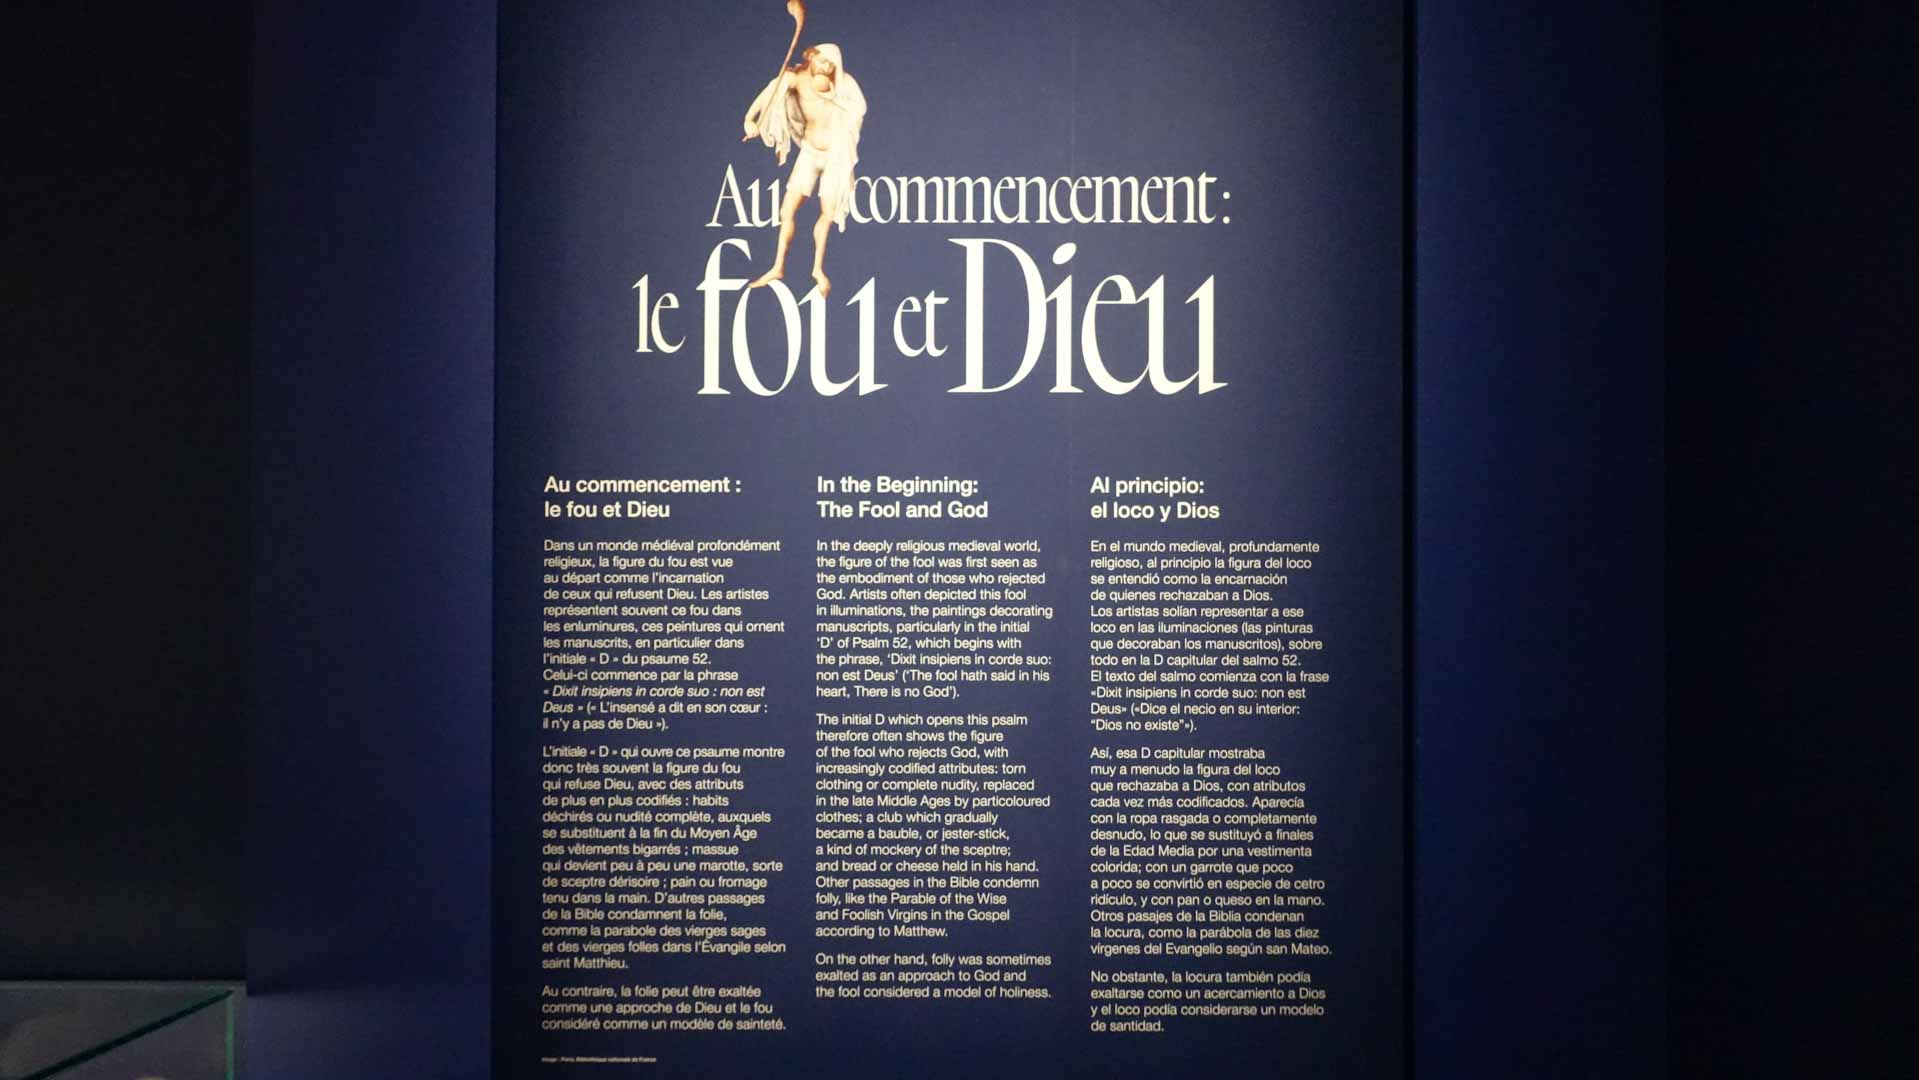 Au commencement :
le fou et Dieu
Au commencement :
le fou et Dieu
Dans un monde médiéval profondément
religieux, la figure du fou est vue
au départ comme l'incarnation
de ceux qui refusent Dieu. Les artistes
représentent souvent ce fou dans
les enluminures, ces peintures qui ornent
les manuscrits, en particulier dans
l'initiale « D » du psaume 52.
Celui-ci commence par la phrase
« Dixit insipiens in corde suo : non est
Deus » (« L'insensé a dit en son cœur :
il n'y a pas de Dieu »).
L'initiale « D » qui ouvre ce psaume montre
donc très souvent la figure du fou
qui refuse Dieu, avec des attributs
de plus en plus codifiés : habits
déchirés ou nudité complète, auxquels
se substituent à la fin du Moyen Âge
des vêtements bigarrés ; massue
qui devient peu à peu une marotte, sorte
de sceptre dérisoire ; pain ou fromage
tenu dans la main. D'autres passages
de la Bible condamnent la folie,
comme la parabole des vierges sages
et des vierges folles dans l'Évangile selon
saint Matthieu.
Au contraire, la folie peut être exaltée
comme une approche de Dieu et le fou
considéré comme un modèle de sainteté.
Image : Paris, Bibliothèque nationale de France
In the Beginning:
The Fool and God
In the deeply religious medieval world,
the figure of the fool was first seen as
the embodiment of those who rejected
God. Artists often depicted this fool
in illuminations, the paintings decorating
manuscripts, particularly in the initial
'D' of Psalm 52, which begins with
the phrase, 'Dixit insipiens in corde suo:
non est Deus' ('The fool hath said in his
heart, There is no God').
The initial D which opens this psalm
therefore often shows the figure
of the fool who rejects God, with
increasingly codified attributes: torn
clothing or complete nudity, replaced
in the late Middle Ages by particoloured
clothes; a club which gradually
became a bauble, or jester-stick,
a kind of mockery of the sceptre;
and bread or cheese held in his hand.
Other passages in the Bible condemn
folly, like the Parable of the Wise
and Foolish Virgins in the Gospel
according to Matthew.
On the other hand, folly was sometimes
exalted as an approach to God and
the fool considered a model of holiness.
Al principio:
el loco y Dios
En el mundo medieval, profundamente
religioso, al principio la figura del loco
se entendió como la encarnación
de quienes rechazaban a Dios.
Los artistas solían representar a ese
loco en las iluminaciones (las pinturas
que decoraban los manuscritos), sobre
todo en la D capitular del salmo 52.
El texto del salmo comienza con la frase
«Dixit insipiens in corde suo: non est
Deus» («Dice el necio en su interior:
"Dios no existe"»).
Así, esa D capitular mostraba
muy a menudo la figura del loco
que rechazaba a Dios, con atributos
cada vez más codificados. Aparecía
con la ropa rasgada o completamente
desnudo, lo que se sustituyó a finales
de la Edad Media por una vestimenta
colorida; con un garrote que poco
a poco se convirtió en especie de cetro
ridículo, y con pan o queso en la mano.
Otros pasajes de la Biblia condenan
la locura, como la parábola de las diez
vírgenes del Evangelio según san Mateo.
No obstante, la locura también podía
exaltarse como un acercamiento a Dios
y el loco podía considerarse un modelo
de santidad.